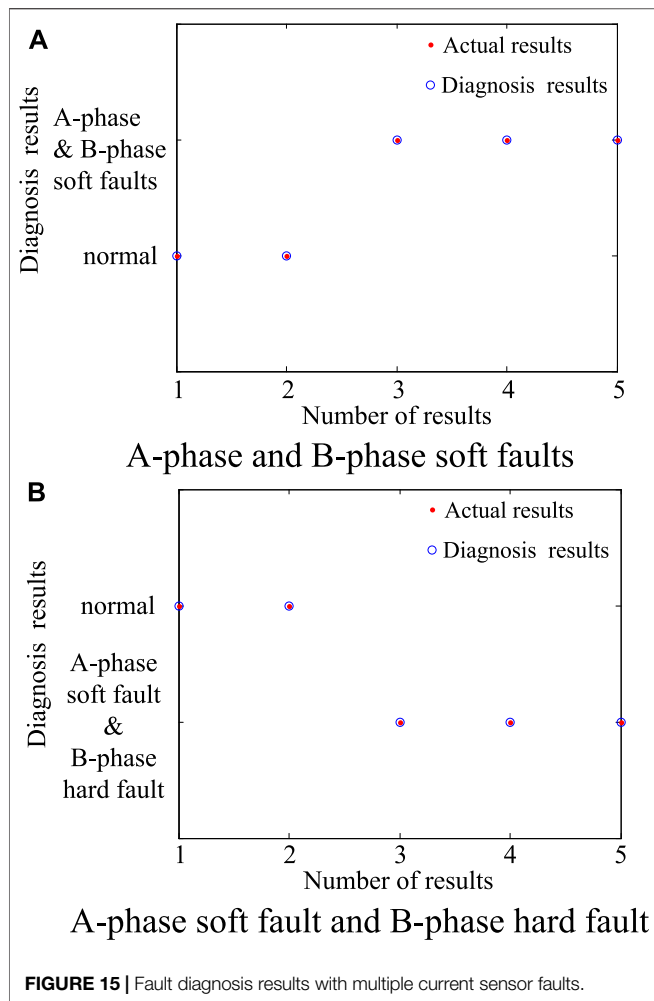 A
Actual results
Diagnosis results
Diagnosis results
A-phase
& B-phase
soft faults
normal
1 2 3 4 5
Number of results
A-phase and B-phase soft faults
B
Actual results
Diagnosis results
Diagnosis results
normal
A-phase
soft fault
&
B-phase
hard fault
1 2 3 4 5
Number of results
A-phase soft fault and B-phase hard fault
FIGURE 15 | Fault diagnosis results with multiple current sensor faults.